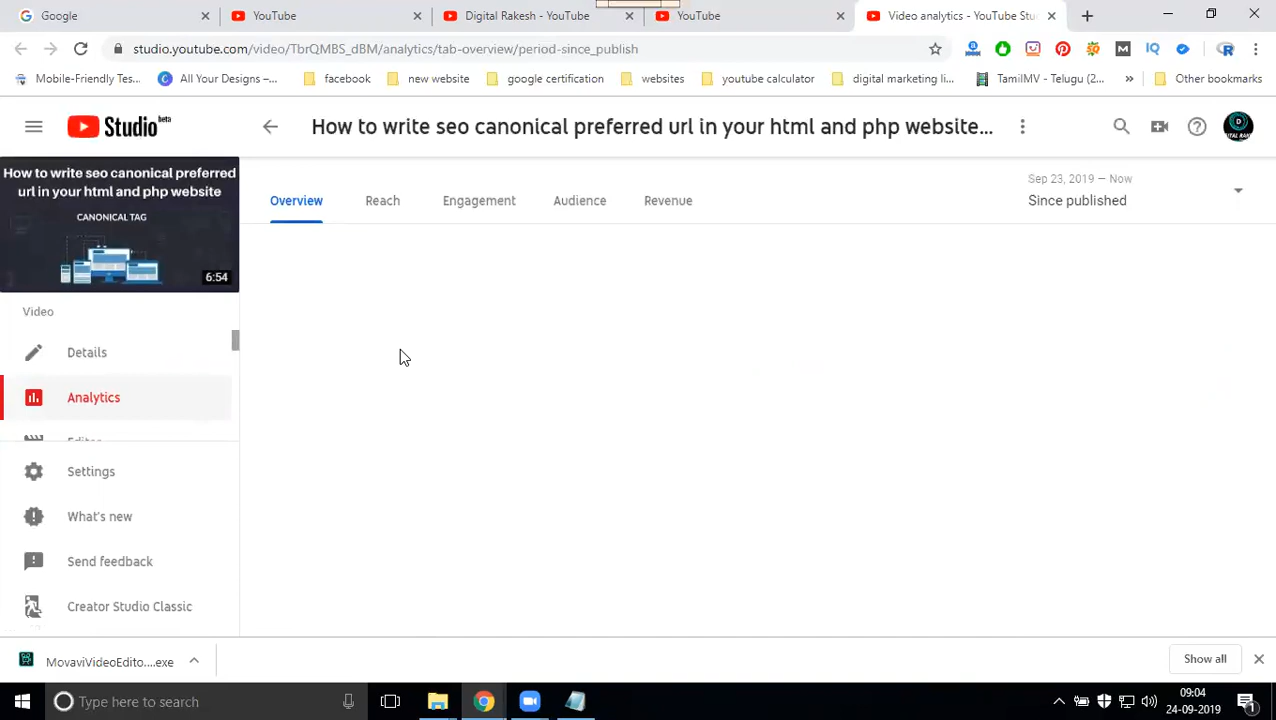 Google
YouTube
Digital Rakesh - YouTube
YouTube
Video analytics - YouTube Stu
studio.youtube.com/video/TbrQMBS_dBM/analytics/tab-overview/period-since_publish
Mobile-Friendly Tes...
All Your Designs –...
facebook
new website
google certification
websites
youtube calculator
digital marketing li...
TamilMV - Telugu (2...
Other bookmarks
Studio beta
How to write seo canonical preferred url in your html and php website...
How to write seo canonical preferred
url in your html and php website
CANONICAL TAG
6:54
Overview
Reach
Engagement
Audience
Revenue
Sep 23, 2019 – Now
Since published
Video
Details
Analytics
Editor
Settings
What's new
Send feedback
Creator Studio Classic
MovaviVideoEdito....exe
Show all
Type here to search
09:04
24-09-2019